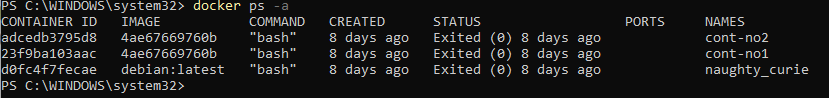 PS C:\WINDOWS\system32> docker ps -a
CONTAINER ID   IMAGE           COMMAND   CREATED      STATUS                  PORTS     NAMES
adcedb3795d8   4ae67669760b    "bash"    8 days ago   Exited (0) 8 days ago             cont-no2
23f9ba103aac   4ae67669760b    "bash"    8 days ago   Exited (0) 8 days ago             cont-no1
d0fc4f7fecae   debian:latest   "bash"    8 days ago   Exited (0) 8 days ago             naughty_curie
PS C:\WINDOWS\system32>